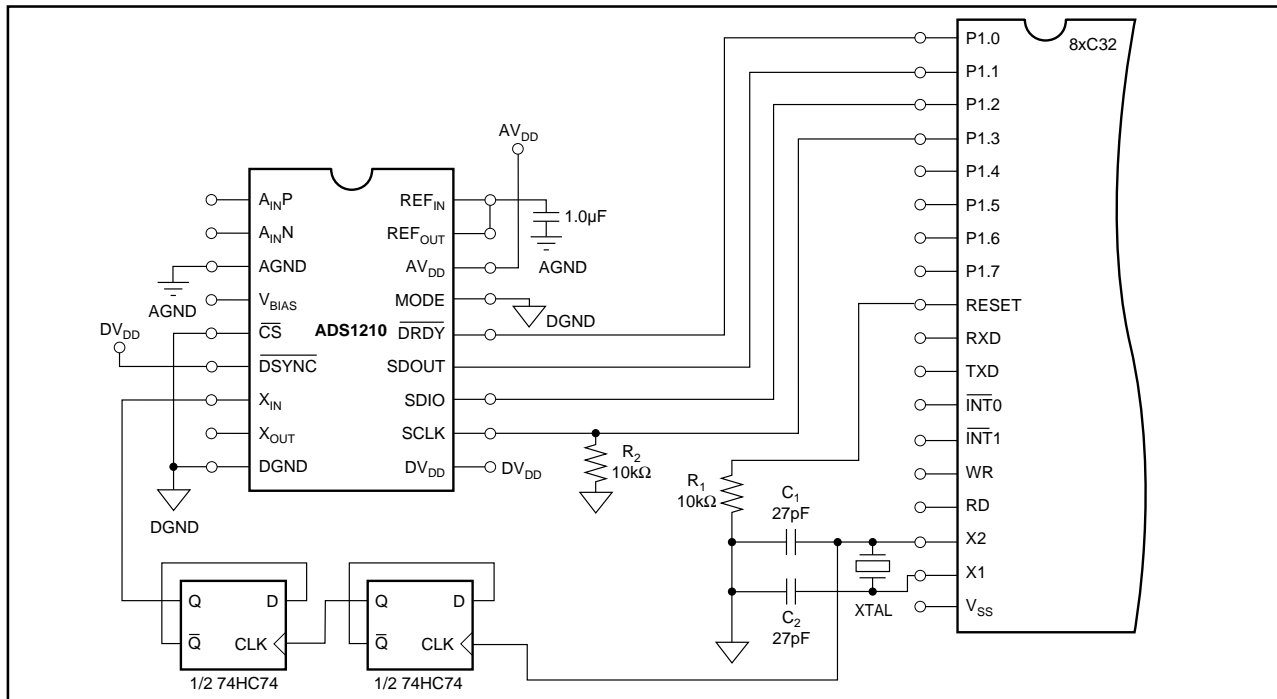 8xC32
P1.0
P1.1
P1.2
P1.3
P1.4
P1.5
P1.6
P1.7
RESET
RXD
TXD
INT0
INT1
WR
RD
X2
X1
VSS
AVDD
AINP
AINN
AGND
VBIAS
CS
DSYNC
XIN
XOUT
DGND
ADS1210
REFIN
REFOUT
AVDD
MODE
DRDY
SDOUT
SDIO
SCLK
DVDD
1.0µF
AGND
DGND
AGND
DVDD
DVDD
DGND
R2
10kΩ
R1
10kΩ
C1
27pF
C2
27pF
XTAL
Q D
Q CLK
1/2 74HC74
Q D
Q CLK
1/2 74HC74